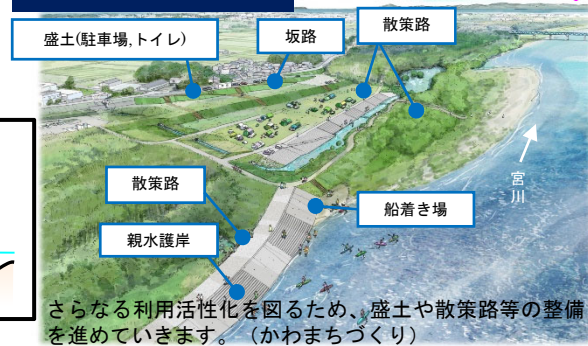 盛土(駐車場,トイレ)
坂路
散策路
散策路
親水護岸
船着き場
宮川
さらなる利用活性化を図るため、盛土や散策路等の整備
を進めていきます。（かわまちづくり）